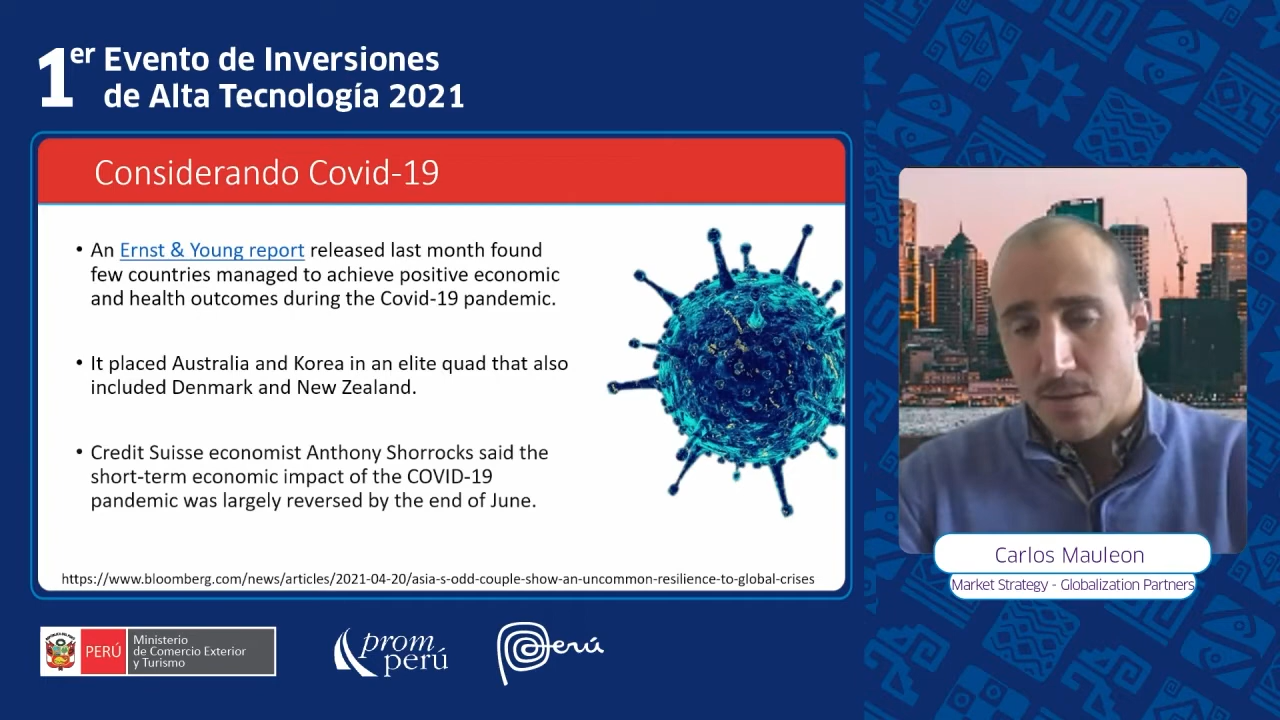 1er Evento de Inversiones
de Alta Tecnología 2021
Considerando Covid-19
• An Ernst & Young report released last month found
few countries managed to achieve positive economic
and health outcomes during the Covid-19 pandemic.
• It placed Australia and Korea in an elite quad that also
included Denmark and New Zealand.
• Credit Suisse economist Anthony Shorrocks said the
short-term economic impact of the COVID-19
pandemic was largely reversed by the end of June.
https://www.bloomberg.com/news/articles/2021-04-20/asia-s-odd-couple-show-an-uncommon-resilience-to-global-crises
Carlos Mauleon
Market Strategy - Globalization Partners
PERÚ
Ministerio
de Comercio Exterior
y Turismo
prom
perú
Perú